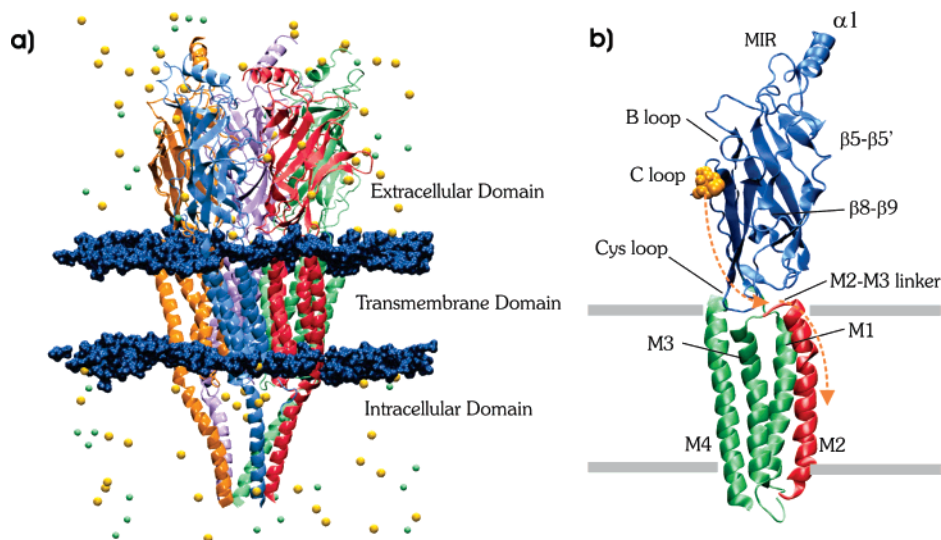 a)
Extracellular Domain
Transmembrane Domain
Intracellular Domain
b)
α1
MIR
B loop
β5-β5’
C loop
β8-β9
Cys loop
M2-M3 linker
M1
M3
M4
M2